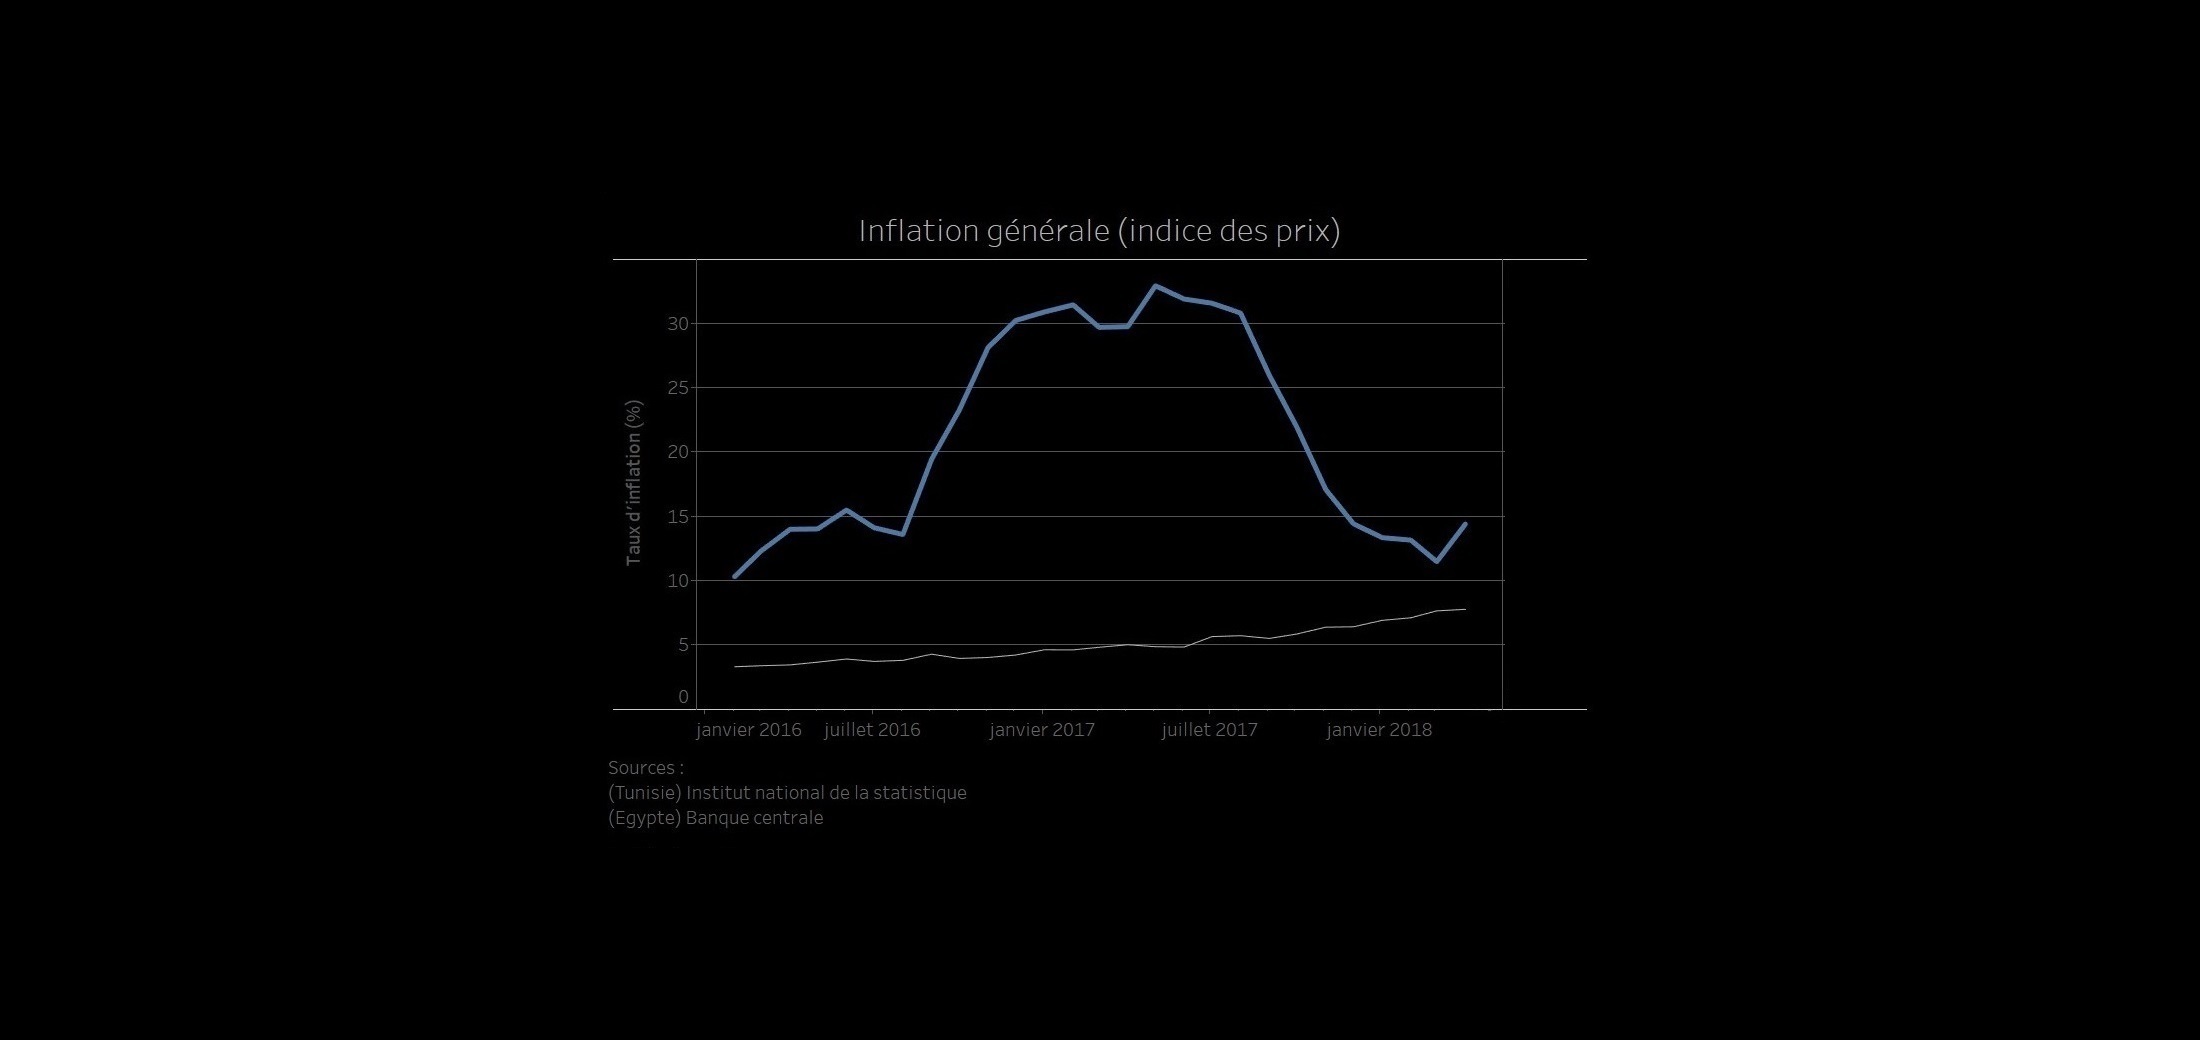 Inflation générale (indice des prix)
Taux d'inflation (%)
30
25
20
15
10
5
0
janvier 2016 juillet 2016 janvier 2017 juillet 2017 janvier 2018
Sources :
(Tunisie) Institut national de la statistique
(Egypte) Banque centrale